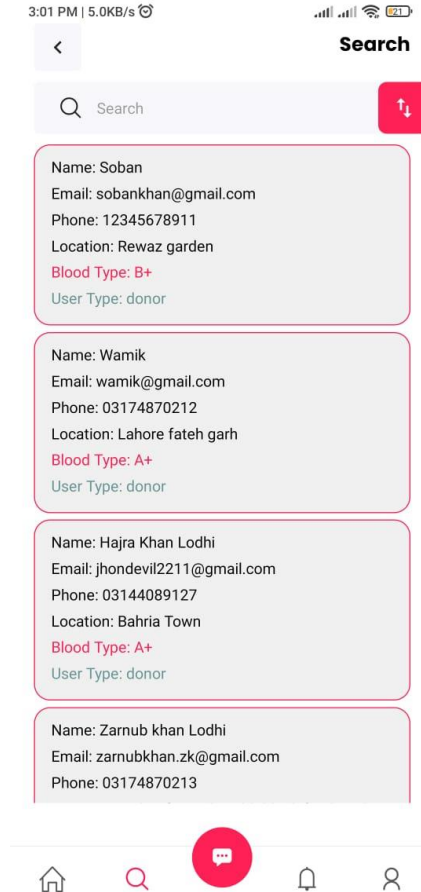 3:01 PM | 5.0KB/s
21
Search
Search
Name: Soban
Email: sobankhan@gmail.com
Phone: 12345678911
Location: Rewaz garden
Blood Type: B+
User Type: donor
Name: Wamik
Email: wamik@gmail.com
Phone: 03174870212
Location: Lahore fateh garh
Blood Type: A+
User Type: donor
Name: Hajra Khan Lodhi
Email: jhondevil2211@gmail.com
Phone: 03144089127
Location: Bahria Town
Blood Type: A+
User Type: donor
Name: Zarnub khan Lodhi
Email: zarnubkhan.zk@gmail.com
Phone: 03174870213